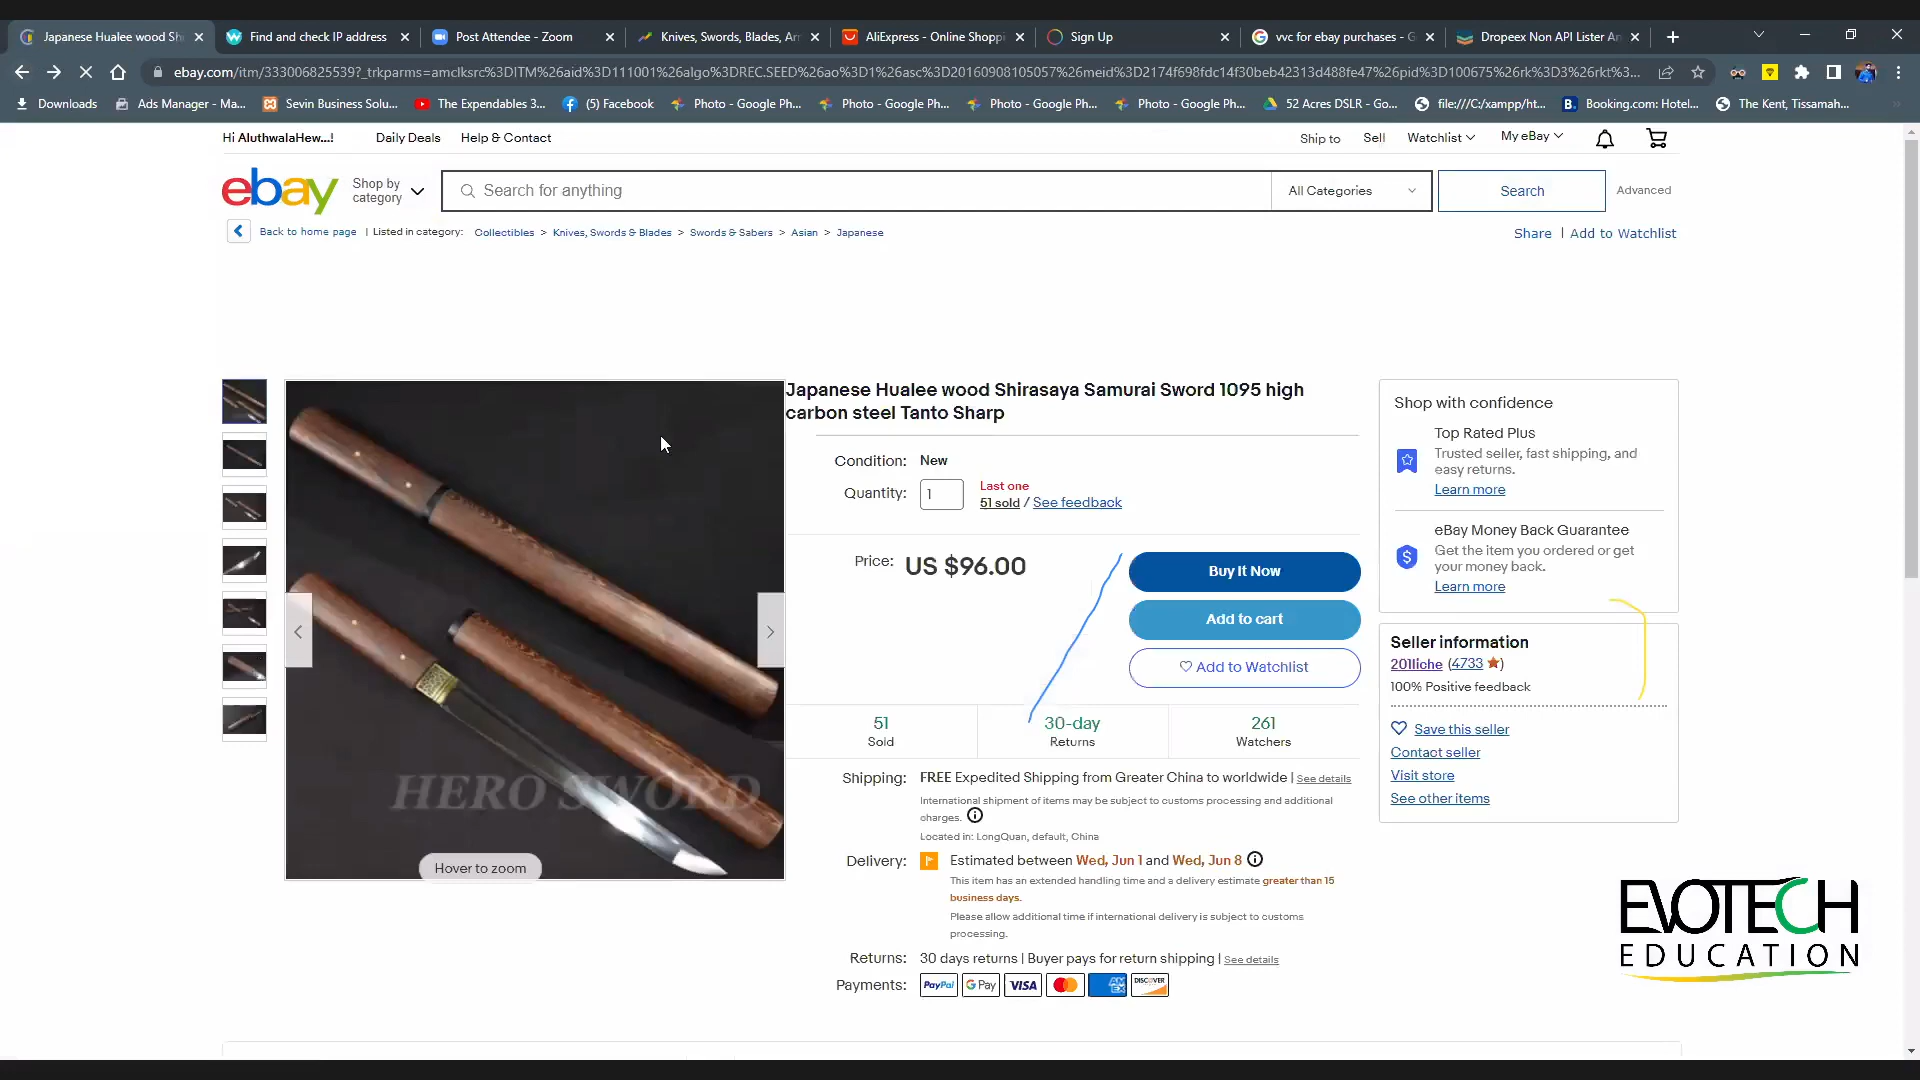 Japanese Hualee wood Sh
Find and check IP address
Post Attendee - Zoom
Knives, Swords, Blades, Ar
AliExpress - Online Shoppi
Sign Up
vvc for ebay purchases - G
Dropeex Non API Lister An
ebay.com/itm/333006825539?_trkparms=amclksrc%3DITM%26aid%3D111001%26algo%3DREC.SEED%26ao%3D1%26asc%3D20160908105057%26meid%3D2174f698fdc14f30beb42313d488fe47%26pid%3D100675%26rk%3D3%26rkt%3...
Downloads
Ads Manager - Ma...
Sevin Business Solu...
The Expendables 3...
(5) Facebook
Photo - Google Ph...
Photo - Google Ph...
Photo - Google Ph...
Photo - Google Ph...
52 Acres DSLR - Go...
file:///C:/xampp/ht...
Booking.com: Hotel...
The Kent, Tissamah...
Hi AluthwalaHew...!
Daily Deals
Help & Contact
Ship to
Sell
Watchlist
My eBay
ebay
Shop by
category
Search for anything
All Categories
Search
Advanced
Back to home page | Listed in category: Collectibles > Knives, Swords & Blades > Swords & Sabers > Asian > Japanese
Share | Add to Watchlist
HERO SWORD
Hover to zoom
Japanese Hualee wood Shirasaya Samurai Sword 1095 high
carbon steel Tanto Sharp
Condition: New
Quantity: 1
Last one
51 sold / See feedback
Price: US $96.00
Buy It Now
Add to cart
Add to Watchlist
51
Sold
30-day
Returns
261
Watchers
Shipping: FREE Expedited Shipping from Greater China to worldwide | See details
International shipment of items may be subject to customs processing and additional
charges.
Located in: LongQuan, default, China
Delivery: Estimated between Wed, Jun 1 and Wed, Jun 8
This item has an extended handling time and a delivery estimate greater than 15
business days.
Please allow additional time if international delivery is subject to customs
processing.
Returns: 30 days returns | Buyer pays for return shipping | See details
Payments: PayPal G Pay VISA AMEX DISCOVER
Shop with confidence
Top Rated Plus
Trusted seller, fast shipping, and
easy returns.
Learn more
eBay Money Back Guarantee
Get the item you ordered or get
your money back.
Learn more
Seller information
201liche (4733)
100% Positive feedback
Save this seller
Contact seller
Visit store
See other items
EVOTECH
EDUCATION